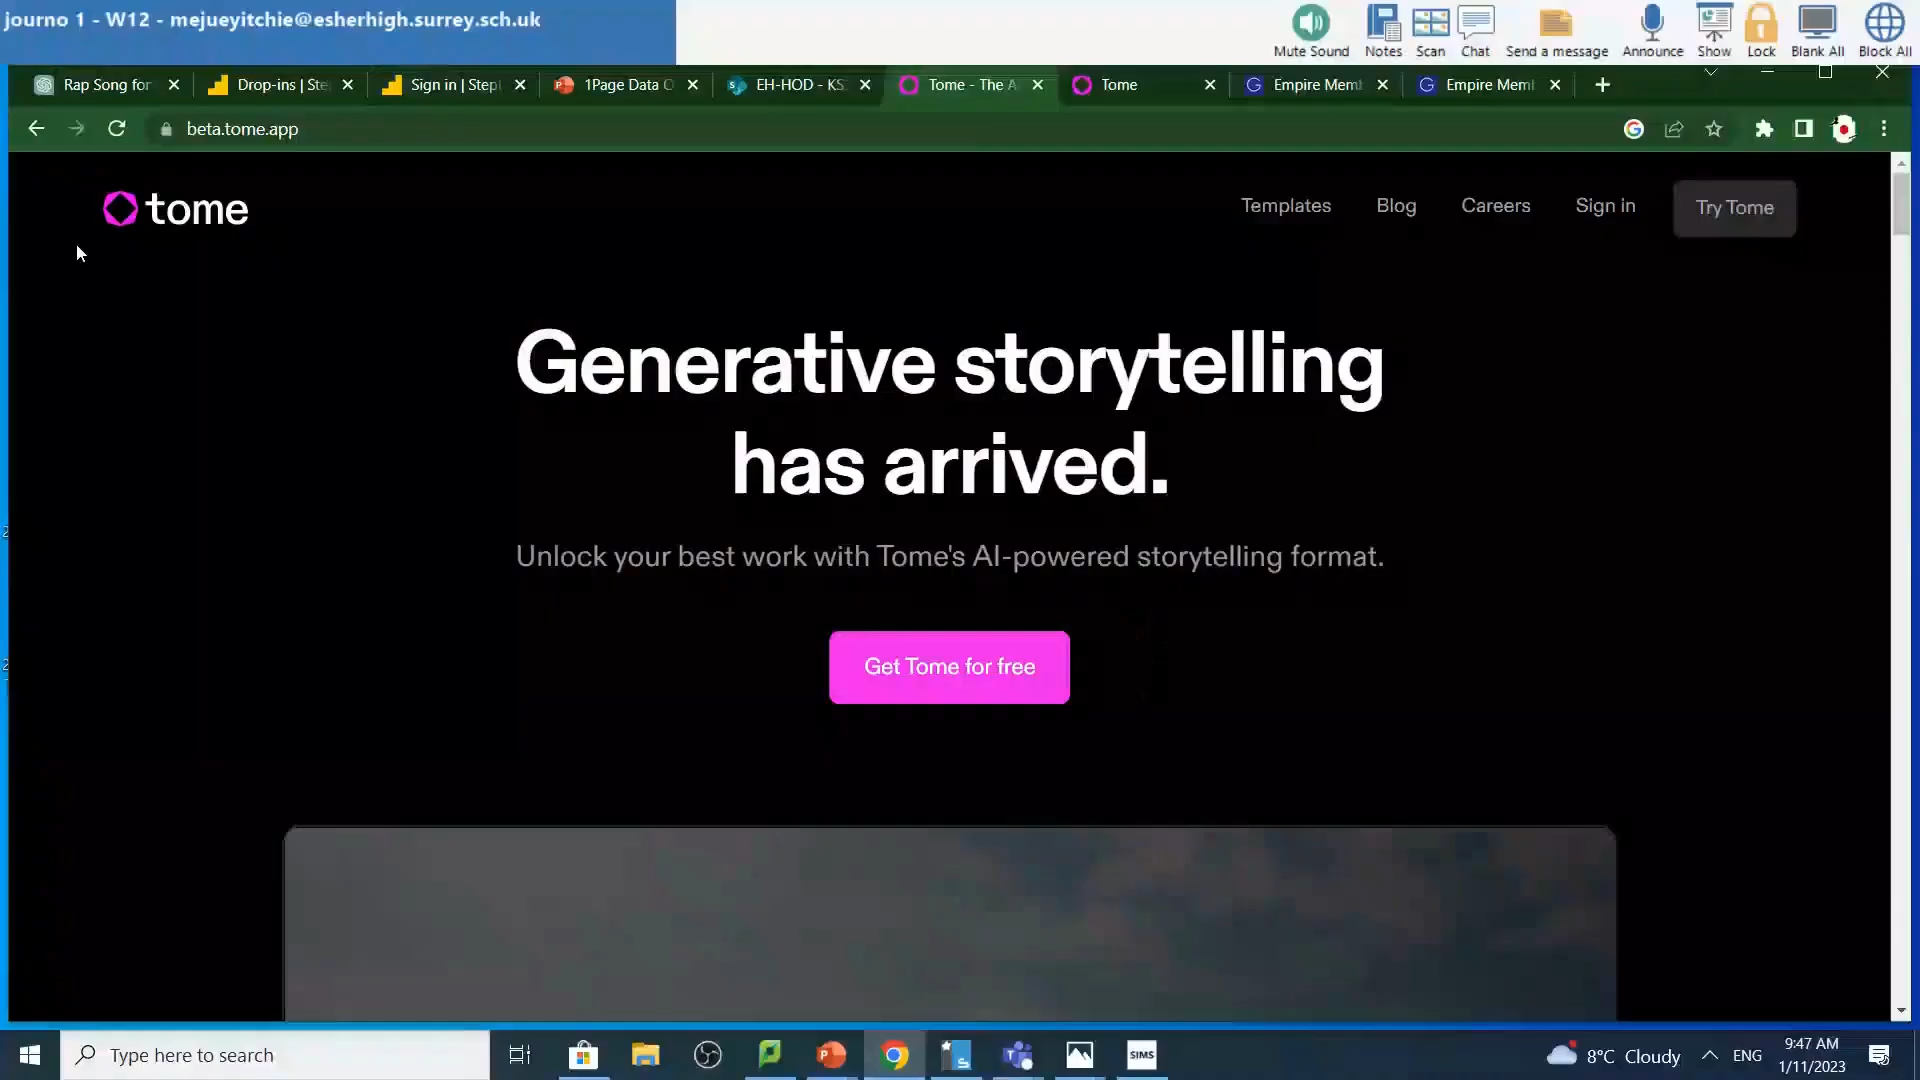 journo 1 - W12 - mejueyitchie@esherhigh.surrey.sch.uk
Mute Sound
Notes
Scan
Chat
Send a message
Announce
Show
Lock
Blank All
Block All
Rap Song for
Drop-ins | Ste
Sign in | Step
1Page Data O
EH-HOD - KS
Tome - The A
Tome
Empire Mem
Empire Mem
beta.tome.app
tome
Templates
Blog
Careers
Sign in
Try Tome
Generative storytelling
has arrived.
Unlock your best work with Tome's AI-powered storytelling format.
Get Tome for free
Type here to search
SIMS
8°C Cloudy
ENG
9:47 AM
1/11/2023